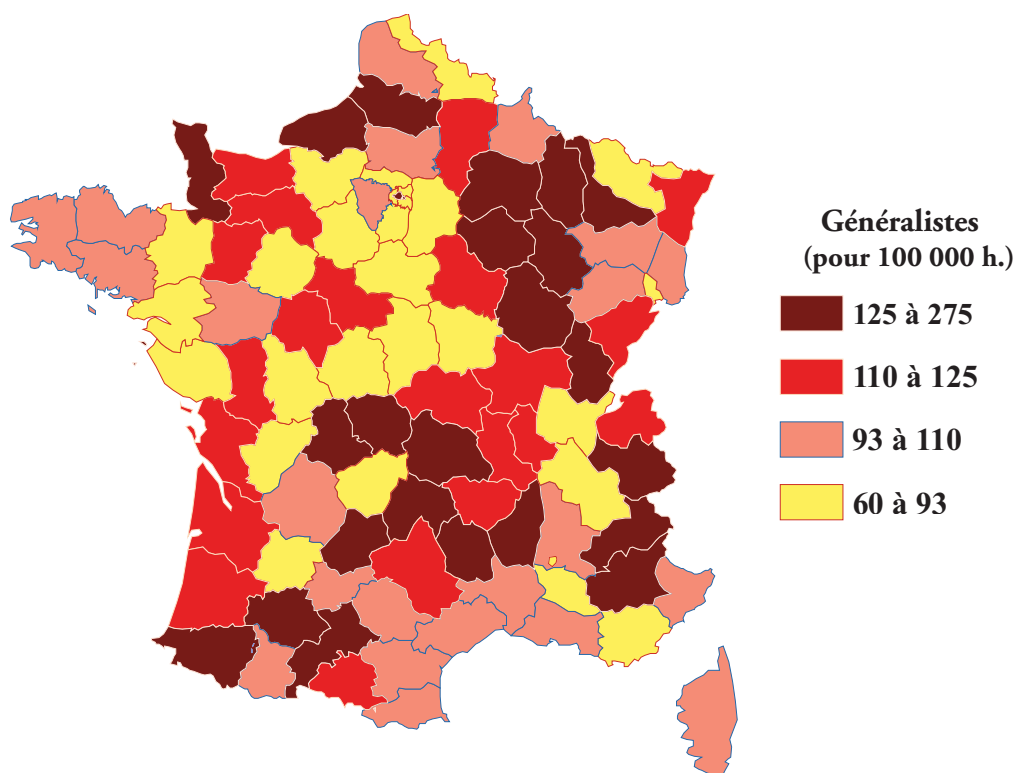 Généralistes
(pour 100 000 h.)
125 à 275
110 à 125
93 à 110
60 à 93